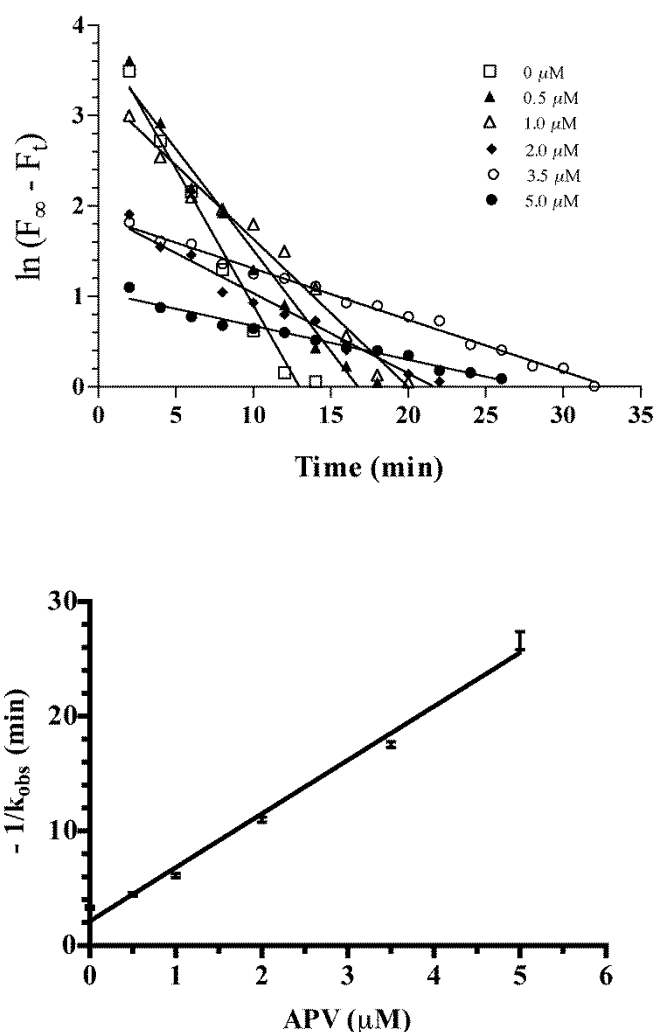 4
3
2
1
0
ln (F∞ - Ft)
0 5 10 15 20 25 30 35
Time (min)
0 µM
0.5 µM
1.0 µM
2.0 µM
3.5 µM
5.0 µM
30
20
10
0
- 1/kobs (min)
0 1 2 3 4 5 6
APV (µM)